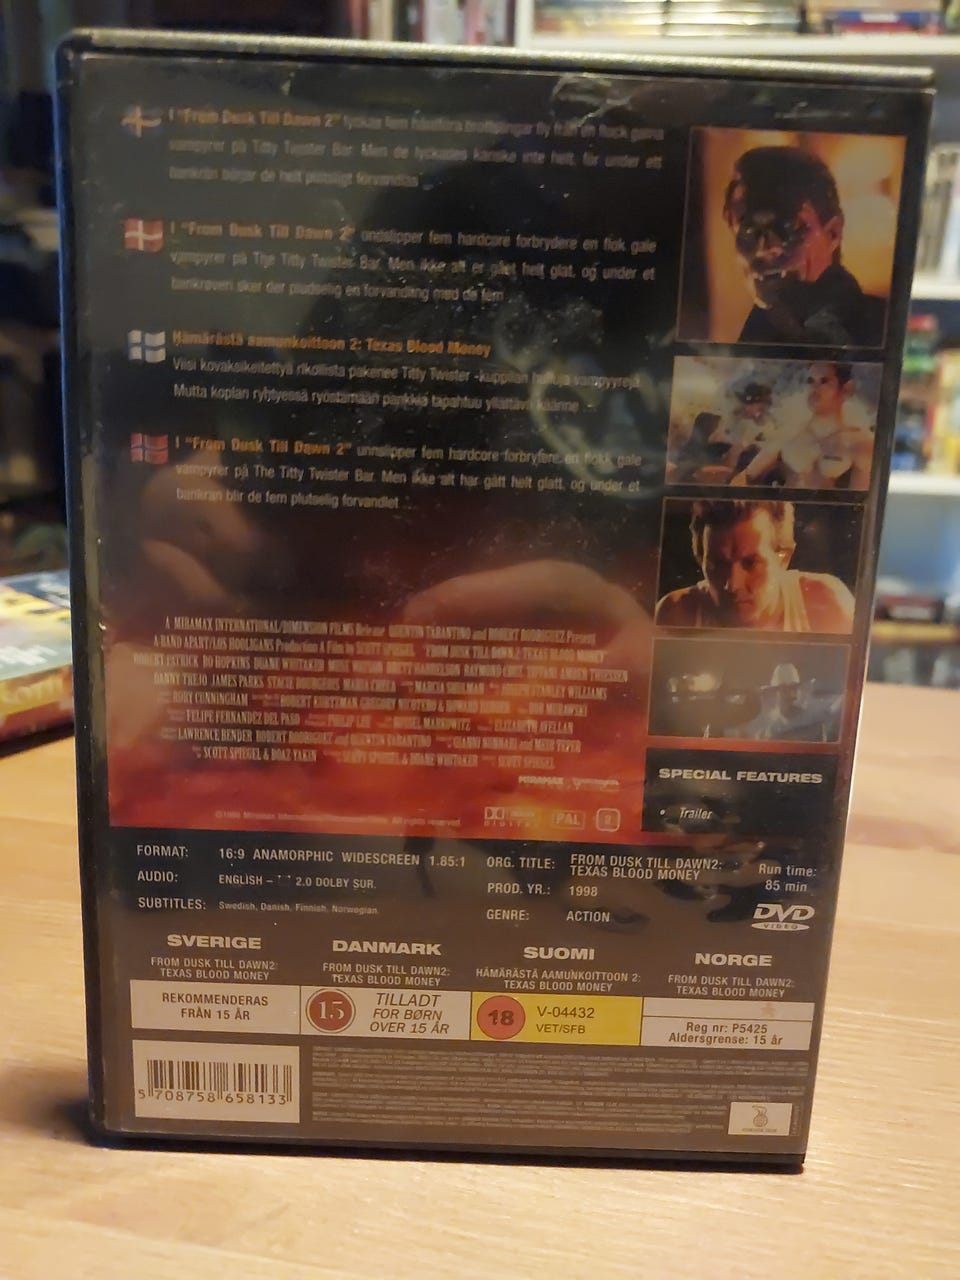 I "From Dusk Till Dawn 2" lyckas fem hårdföra brottslingar fly från en flock galna
vampyrer på Titty Twister Bar. Men de lyckades kanske inte helt, för under ett
bankrån börjar de helt plötsligt förvandlas ...
I "From Dusk Till Dawn 2" undslipper fem hardcore forbrydere en flok gale
vampyrer på The Titty Twister Bar. Men ikke alt er gået helt glat, og under et
bankrøveri sker der pludselig en forvandling med de fem
Hämärästä aamunkoittoon 2: Texas Blood Money
Viisi kovaksikeitettyä rikollista pakenee Titty Twister -kuppilan hulluja vampyyrejä.
Mutta koplan ryhtyessä ryöstämään pankkia tapahtuu yllättävä käänne ...
I "From Dusk Till Dawn 2" unnslipper fem hardcore forbryfere en flokk gale
vampyrer på The Titty Twister Bar. Men ikke alt har gått helt glatt, og under et
bankran blir de fem plutselig forvandlet ...
A MIRAMAX INTERNATIONAL/DIMENSION FILMS Release QUENTIN TARANTINO and ROBERT RODRIGUEZ Present
A BAND APART/LOS HOOLIGANS Production A Film by SCOTT SPIEGEL "FROM DUSK TILL DAWN 2: TEXAS BLOOD MONEY"
ROBERT PATRICK BO HOPKINS DUANE WHITAKER MUSE WATSON BRETT HARRELSON RAYMOND CRUZ TIFFANI AMBER THIESSEN
DANNY TREJO JAMES PARKS STACIE BOURGEOIS MARIA CHECA MARCIA SHULMAN JOSEPH STANLEY WILLIAMS
RORY CUNNINGHAM ROBERT KURTZMAN GREGORY NICOTERO & HOWARD BERGER BOB MURAWSKI
FELIPE FERNANDEZ DEL PASO PHILIP LEE MICHEL MARKOWITZ ELIZABETH AVELLAN
LAWRENCE BENDER ROBERT RODRIGUEZ and QUENTIN TARANTINO GIANNI NUNNARI and MEIR TEPER
SCOTT SPIEGEL & BOAZ YAKIN SCOTT SPIEGEL & DUANE WHITAKER SCOTT SPIEGEL
MIRAMAX
All rights reserved.
DIGITAL PAL 2
SPECIAL FEATURES
• Trailer
FORMAT: 16:9 ANAMORPHIC WIDESCREEN 1.85:1
AUDIO: ENGLISH – 2.0 DOLBY SUR.
SUBTITLES: Swedish, Danish, Finnish, Norwegian.
ORG. TITLE: FROM DUSK TILL DAWN2:
TEXAS BLOOD MONEY
PROD. YR.: 1998
GENRE: ACTION
Run time:
85 min
DVD
VIDEO
SVERIGE
FROM DUSK TILL DAWN2:
TEXAS BLOOD MONEY
REKOMMENDERAS
FRÅN 15 ÅR
DANMARK
FROM DUSK TILL DAWN2:
TEXAS BLOOD MONEY
15 TILLADT
FOR BØRN
OVER 15 ÅR
SUOMI
HÄMÄRÄSTÄ AAMUNKOITTOON 2:
TEXAS BLOOD MONEY
18 V-04432
VET/SFB
NORGE
FROM DUSK TILL DAWN2:
TEXAS BLOOD MONEY
Reg nr: P5425
Aldersgrense: 15 år
5 708758 658133